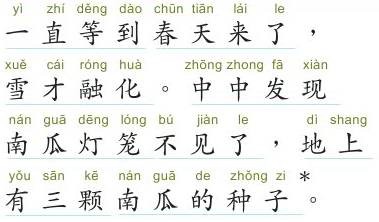 yì zhí děng dào chūn tiān lái le
一直等到春天来了，
xuě cái róng huà zhōng zhong fā xiàn
雪才融化。中中发现
nán guā dēng lóng bú jiàn le dì shang
南瓜灯笼不见了，地上
yǒu sān kē nán guā de zhǒng zi
有三颗南瓜的种子*。